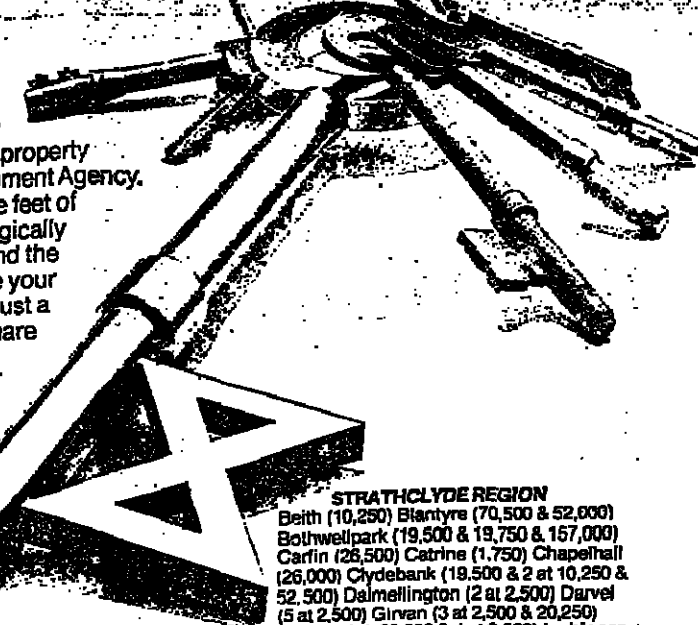 property
ment Agency.
e feet of
gically
nd the
e your
ust a
are
STRATHCLYDE REGION
Beith (10,250) Blantyre (70,500 & 52,000)
Bothwellpark (19,500 & 19,750 & 157,000)
Carfin (26,500) Catrine (1,750) Chapelhall
(26,000) Clydebank (19,500 & 2 at 10,250 &
52,500) Dalmellington (2 at 2,500) Darvel
(5 at 2,500) Girvan (3 at 2,500 & 20,250)